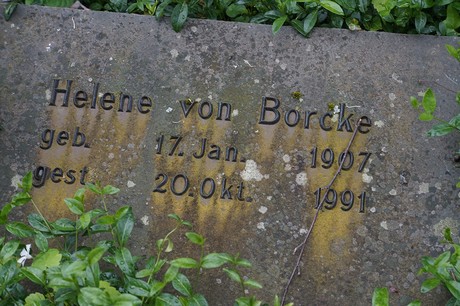 Helene von Borcke
geb. 17. Jan. 1907
gest. 20. Okt. 1991